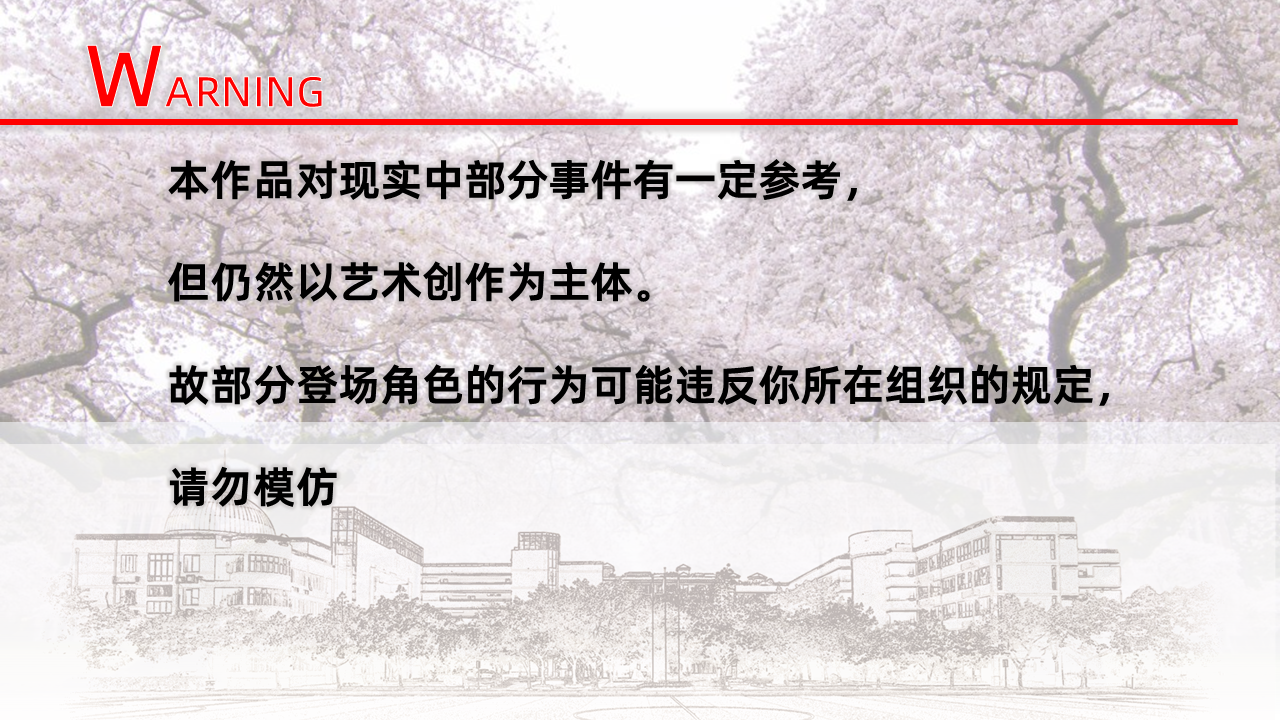 WARNING
本作品对现实中部分事件有一定参考，
但仍然以艺术创作为主体。
故部分登场角色的行为可能违反你所在组织的规定，
请勿模仿